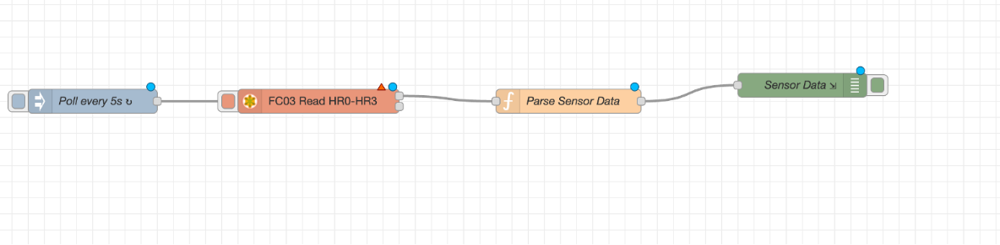 Poll every 5s ↻
FC03 Read HR0-HR3
Parse Sensor Data
Sensor Data ⇲